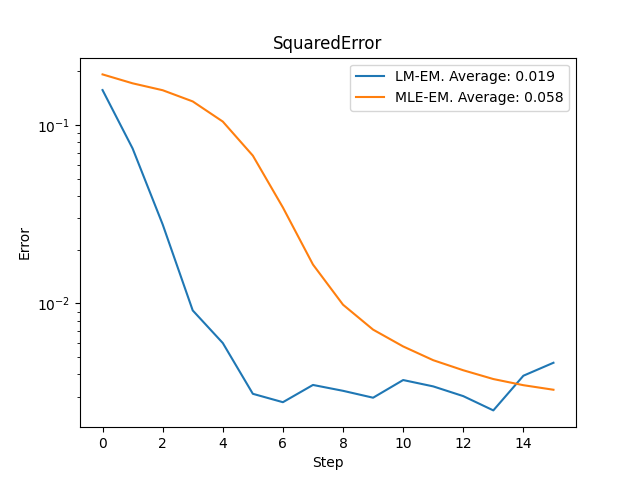 SquaredError
LM-EM. Average: 0.019
MLE-EM. Average: 0.058
10⁻¹
10⁻²
Error
0 2 4 6 8 10 12 14
Step